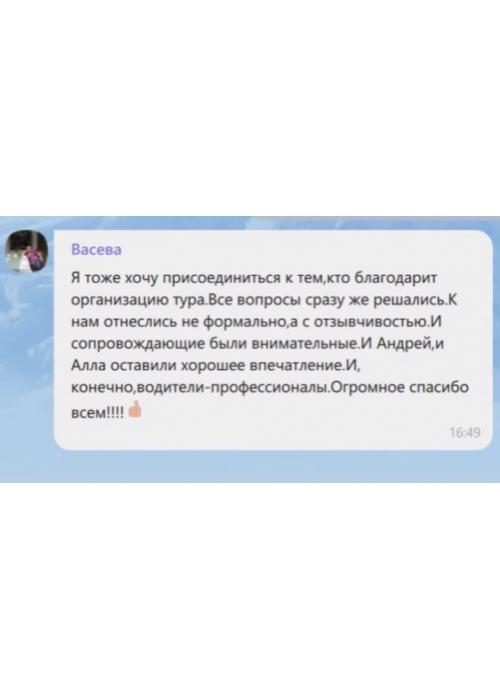 Васева
Я тоже хочу присоединиться к тем,кто благодарит
организацию тура.Все вопросы сразу же решались.К
нам отнеслись не формально,а с отзывчивостью.И
сопровождающие были внимательные.И Андрей,и
Алла оставили хорошее впечатление.И,
конечно,водители-профессионалы.Огромное спасибо
всем!!!! 👍
16:49